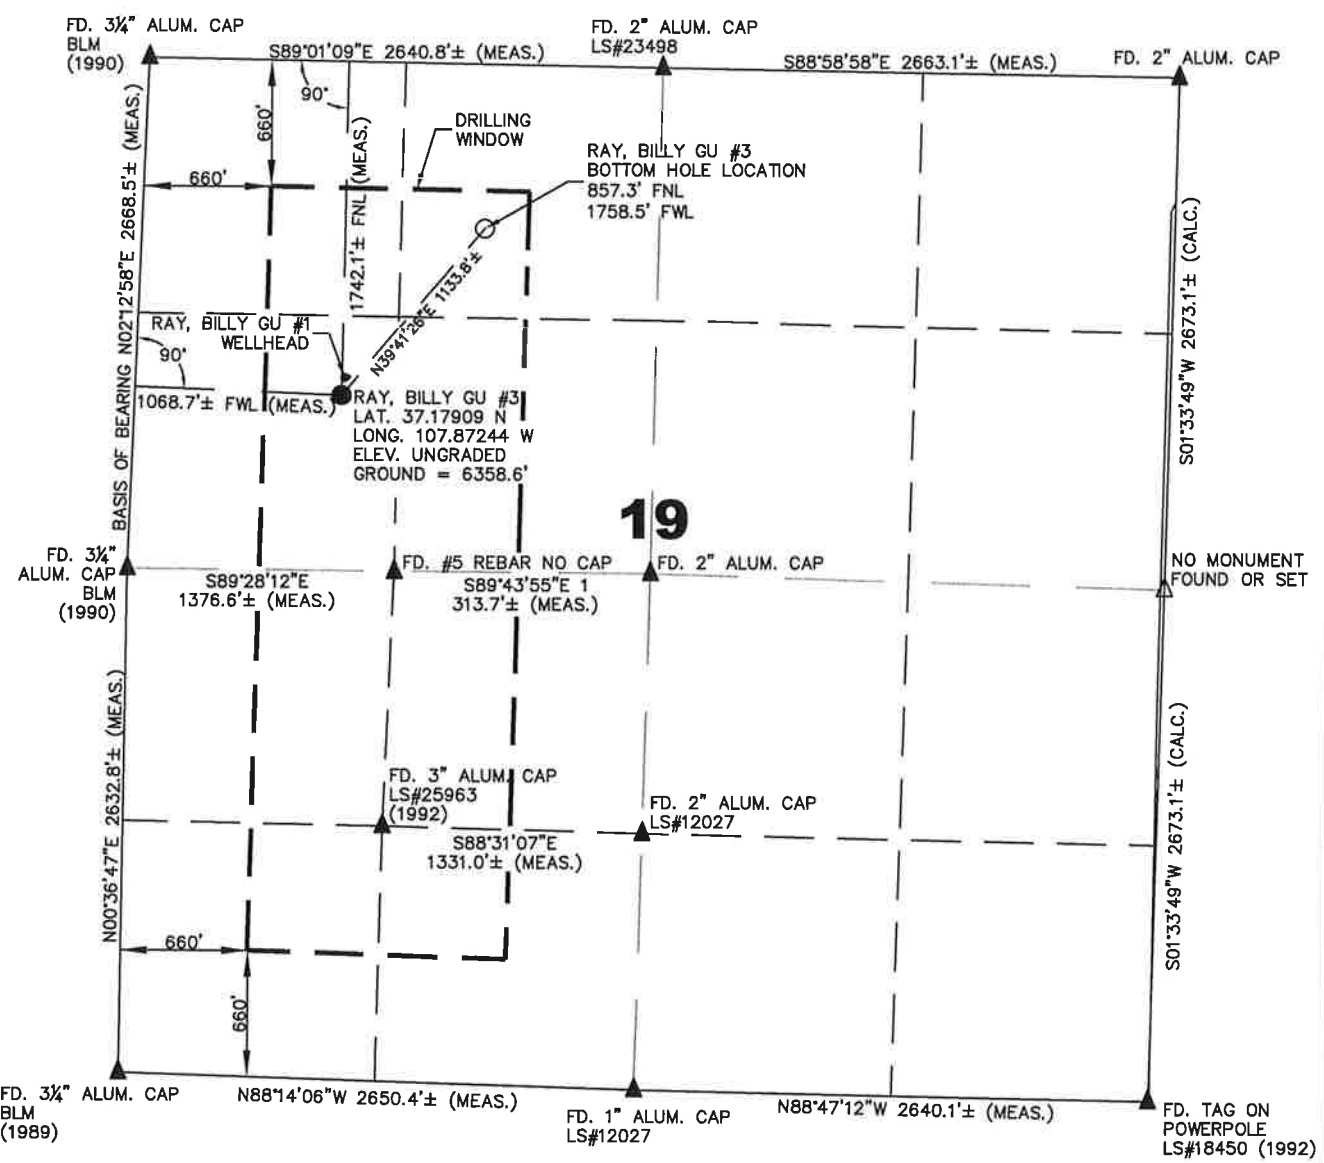 FD. 3¼" ALUM. CAP
BLM
(1990)
S89°01'09"E 2640.8'± (MEAS.)
FD. 2" ALUM. CAP
LS#23498
S88°58'58"E 2663.1'± (MEAS.)
FD. 2" ALUM. CAP
90°
660'
660'
1742.1'± FNL (MEAS.)
DRILLING
WINDOW
RAY, BILLY GU #3
BOTTOM HOLE LOCATION
857.3' FNL
1758.5' FWL
BASIS OF BEARING N02°12'58"E 2668.5'± (MEAS.)
S01°33'49"W 2673.1'± (CALC.)
N39°41'26"E 1133.8'±
RAY, BILLY GU #1
WELLHEAD
90°
1068.7'± FWL (MEAS.)
RAY, BILLY GU #3
LAT. 37.17909 N
LONG. 107.87244 W
ELEV. UNGRADED
GROUND = 6358.6'
19
FD. 3¼"
ALUM. CAP
BLM
(1990)
S89°28'12"E
1376.6'± (MEAS.)
FD. #5 REBAR NO CAP
S89°43'55"E 1
313.7'± (MEAS.)
FD. 2" ALUM. CAP
NO MONUMENT
FOUND OR SET
N00°36'47"E 2632.8'± (MEAS.)
S01°33'49"W 2673.1'± (CALC.)
FD. 3" ALUM. CAP
LS#25963
(1992)
S88°31'07"E
1331.0'± (MEAS.)
FD. 2" ALUM. CAP
LS#12027
660'
660'
FD. 3¼" ALUM. CAP
BLM
(1989)
N88°14'06"W 2650.4'± (MEAS.)
FD. 1" ALUM. CAP
LS#12027
N88°47'12"W 2640.1'± (MEAS.)
FD. TAG ON
POWERPOLE
LS#18450 (1992)